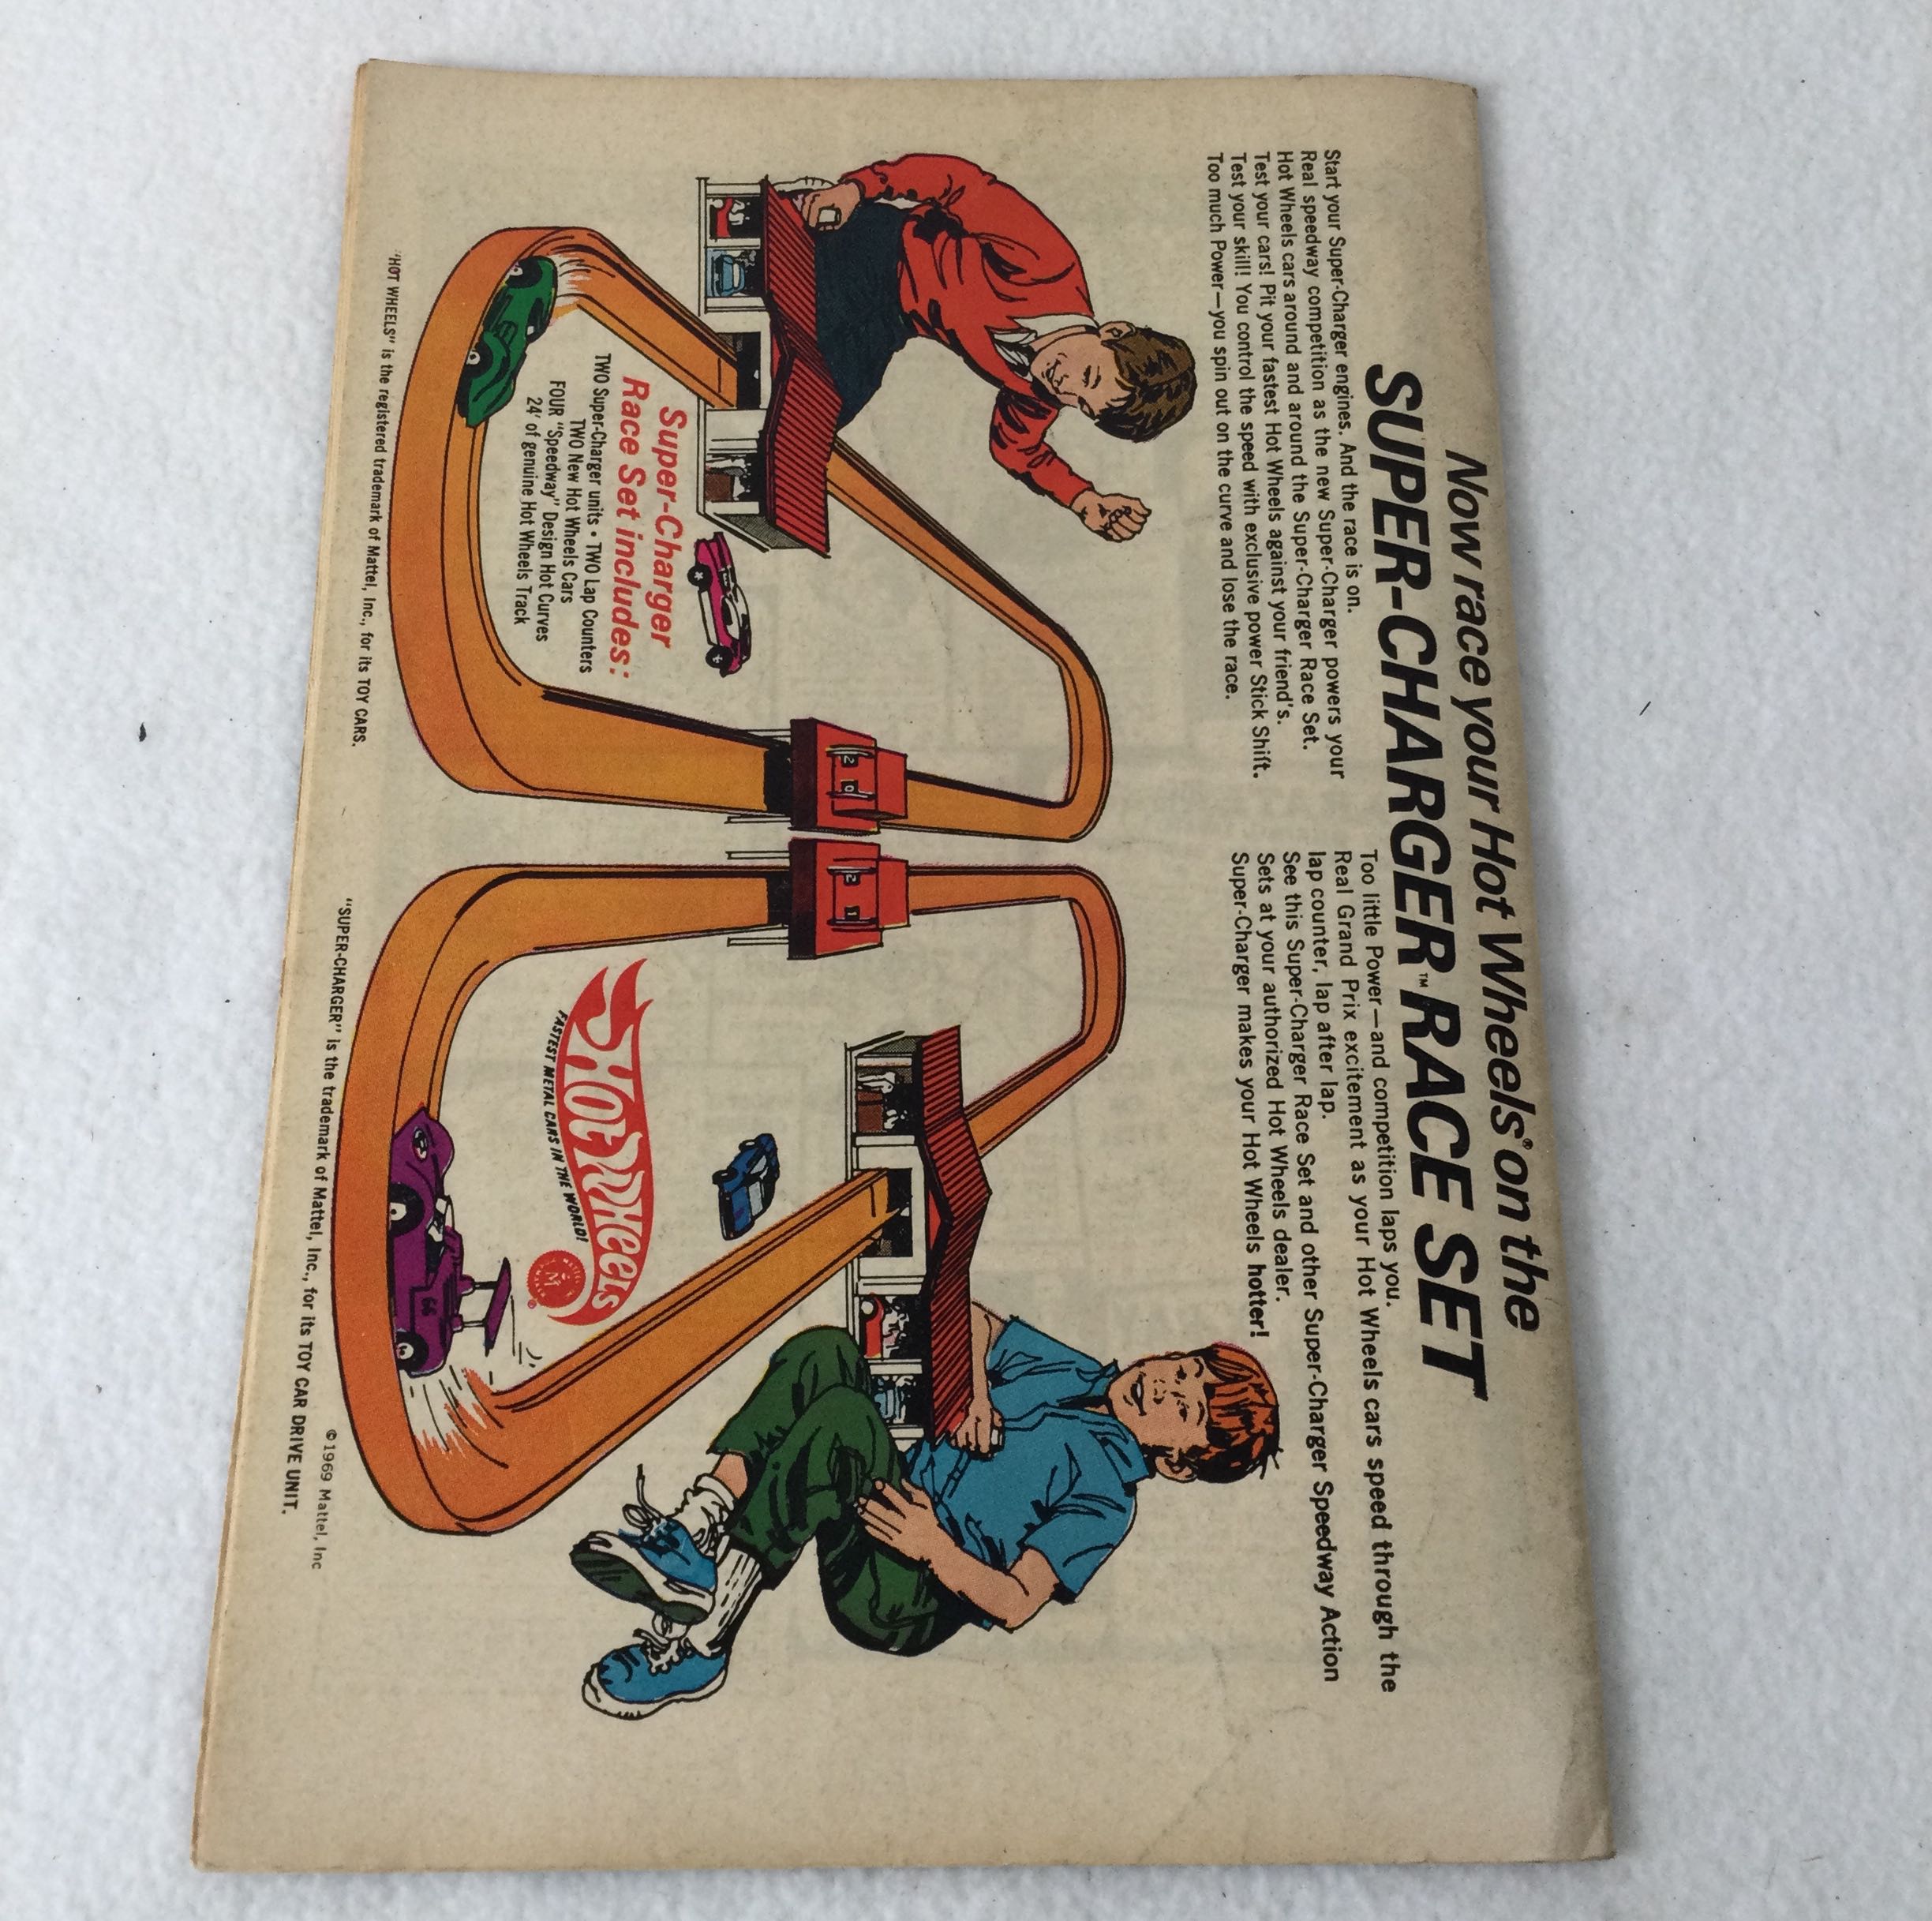 Now race your Hot Wheels® on the
SUPER-CHARGER™ RACE SET
Start your Super-Charger engines. And the race is on.
Real speedway competition as the new Super-Charger powers your
Hot Wheels cars around and around the Super-Charger Race Set.
Test your cars! Pit your fastest Hot Wheels against your friend's.
Test your skill! You control the speed with exclusive power Stick Shift.
Too much Power—you spin out on the curve and lose the race.
Too little Power—and competition laps you.
Real Grand Prix excitement as your Hot Wheels cars speed through the
lap counter, lap after lap.
See this Super-Charger Race Set and other Super-Charger Speedway Action
Sets at your authorized Hot Wheels dealer.
Super-Charger makes your Hot Wheels hotter!
Super-Charger
Race Set includes:
TWO Super-Charger units • TWO Lap Counters
TWO New Hot Wheels Cars
FOUR "Speedway" Design Hot Curves
24' of genuine Hot Wheels Track
2 0
2 1
HOT WHEELS
FASTEST METAL CARS IN THE WORLD!
M
®
66
"HOT WHEELS" is the registered trademark of Mattel, Inc., for its TOY CARS.
"SUPER-CHARGER" is the trademark of Mattel, Inc., for its TOY CAR DRIVE UNIT.
©1969 Mattel, Inc